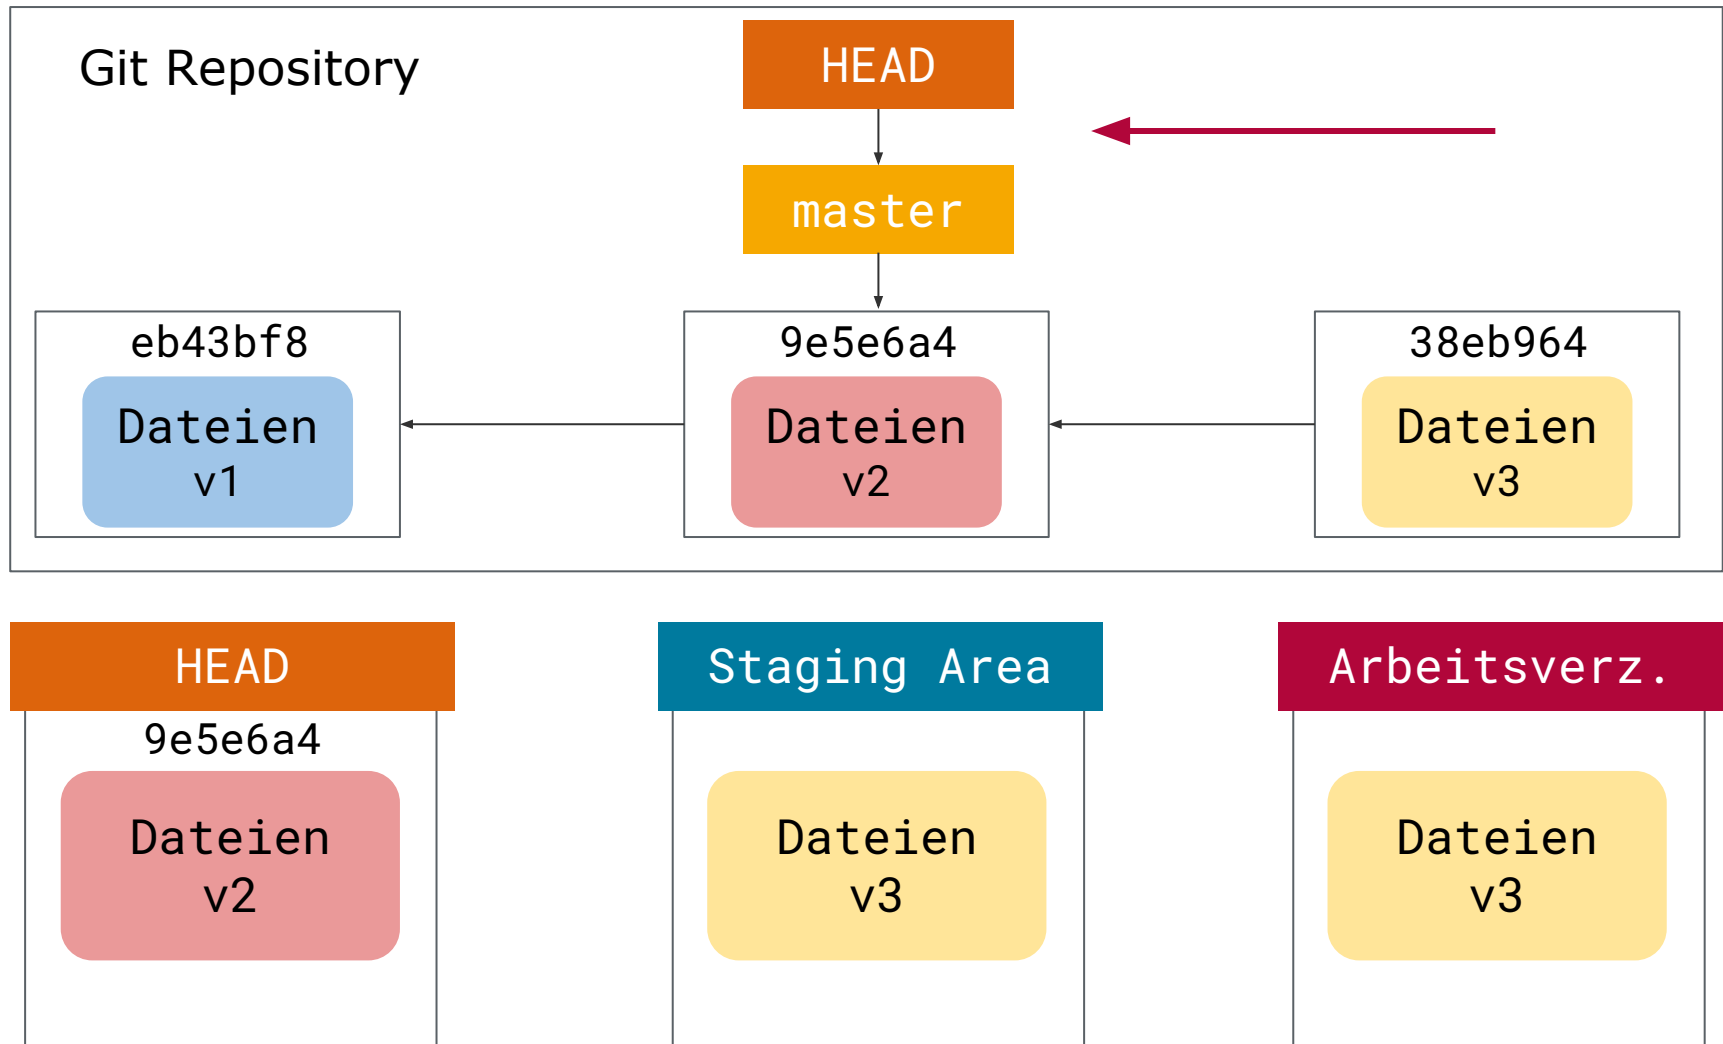 Git Repository
HEAD
master
eb43bf8
Dateien
v1
9e5e6a4
Dateien
v2
38eb964
Dateien
v3
HEAD
9e5e6a4
Dateien
v2
Staging Area
Dateien
v3
Arbeitsverz.
Dateien
v3